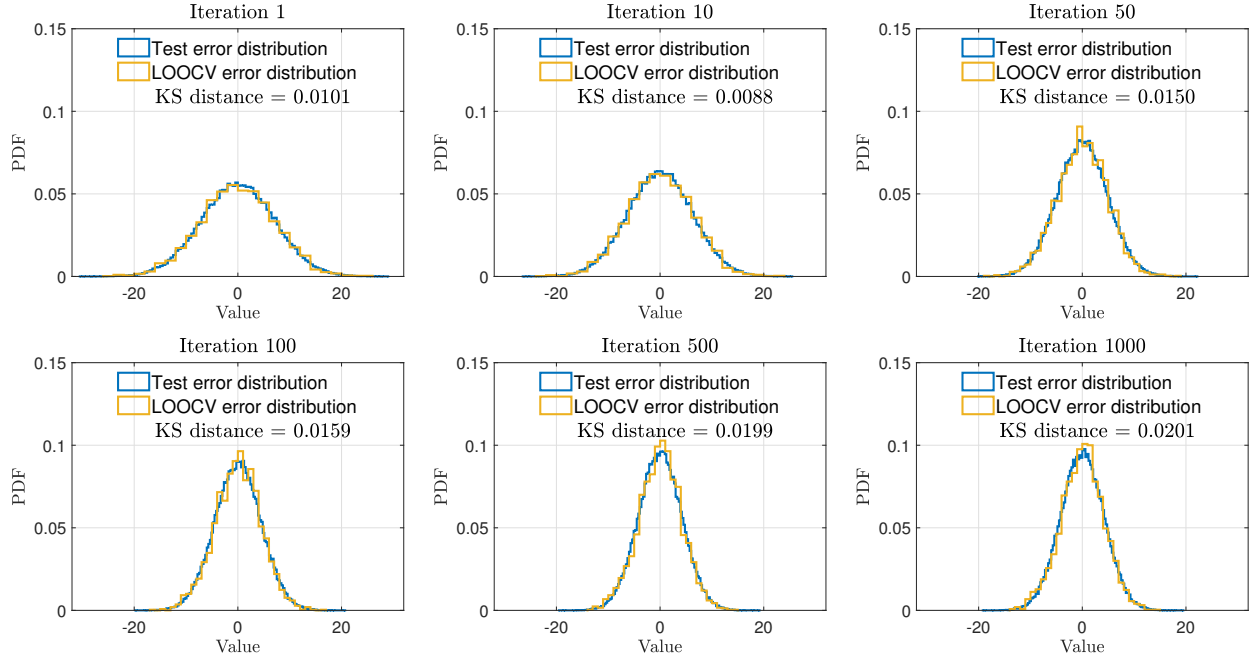 Iteration 1
0.15
Test error distribution
LOOCV error distribution
KS distance = 0.0101
0.1
PDF
0.05
0
-20
0
20
Value
Iteration 10
0.15
Test error distribution
LOOCV error distribution
KS distance = 0.0088
0.1
PDF
0.05
0
-20
0
20
Value
Iteration 50
0.15
Test error distribution
LOOCV error distribution
KS distance = 0.0150
0.1
PDF
0.05
0
-20
0
20
Value
Iteration 100
0.15
Test error distribution
LOOCV error distribution
KS distance = 0.0159
0.1
PDF
0.05
0
-20
0
20
Value
Iteration 500
0.15
Test error distribution
LOOCV error distribution
KS distance = 0.0199
0.1
PDF
0.05
0
-20
0
20
Value
Iteration 1000
0.15
Test error distribution
LOOCV error distribution
KS distance = 0.0201
0.1
PDF
0.05
0
-20
0
20
Value